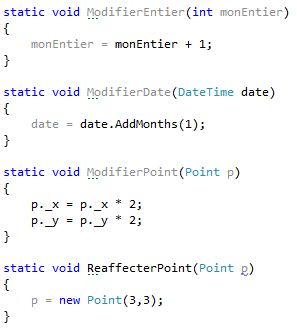 static void ModifierEntier(int monEntier)
{
    monEntier = monEntier + 1;
}

static void ModifierDate(DateTime date)
{
    date = date.AddMonths(1);
}

static void ModifierPoint(Point p)
{
    p._x = p._x * 2;
    p._y = p._y * 2;
}

static void ReaffecterPoint(Point p)
{
    p = new Point(3,3);
}